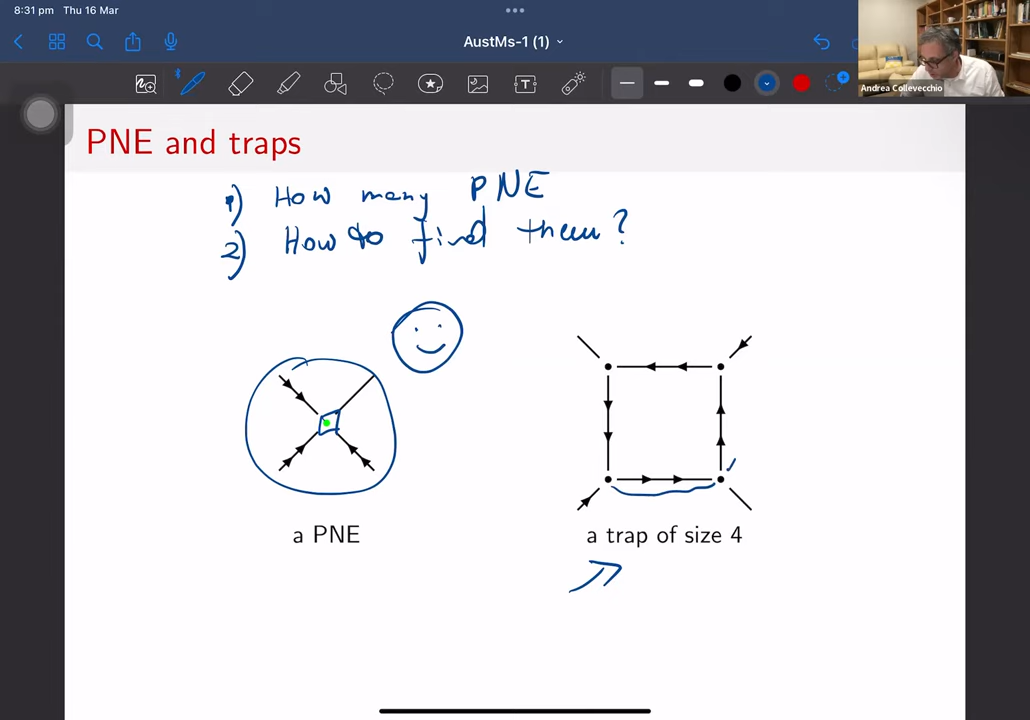 8:31 pm Thu 16 Mar
AustMs-1 (1)
Andrea Collevecchio
PNE and traps
1) How many PNE
2) How to find them?
a PNE
a trap of size 4